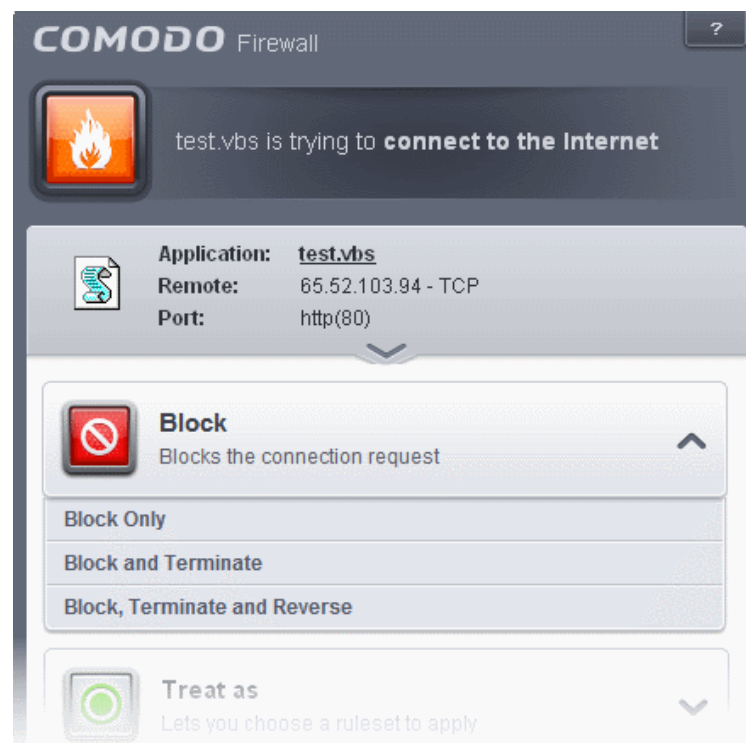 COMODO Firewall
?
test.vbs is trying to connect to the Internet
Application: test.vbs
Remote: 65.52.103.94 - TCP
Port: http(80)
Block
Blocks the connection request
Block Only
Block and Terminate
Block, Terminate and Reverse
Treat as
Lets you choose a ruleset to apply